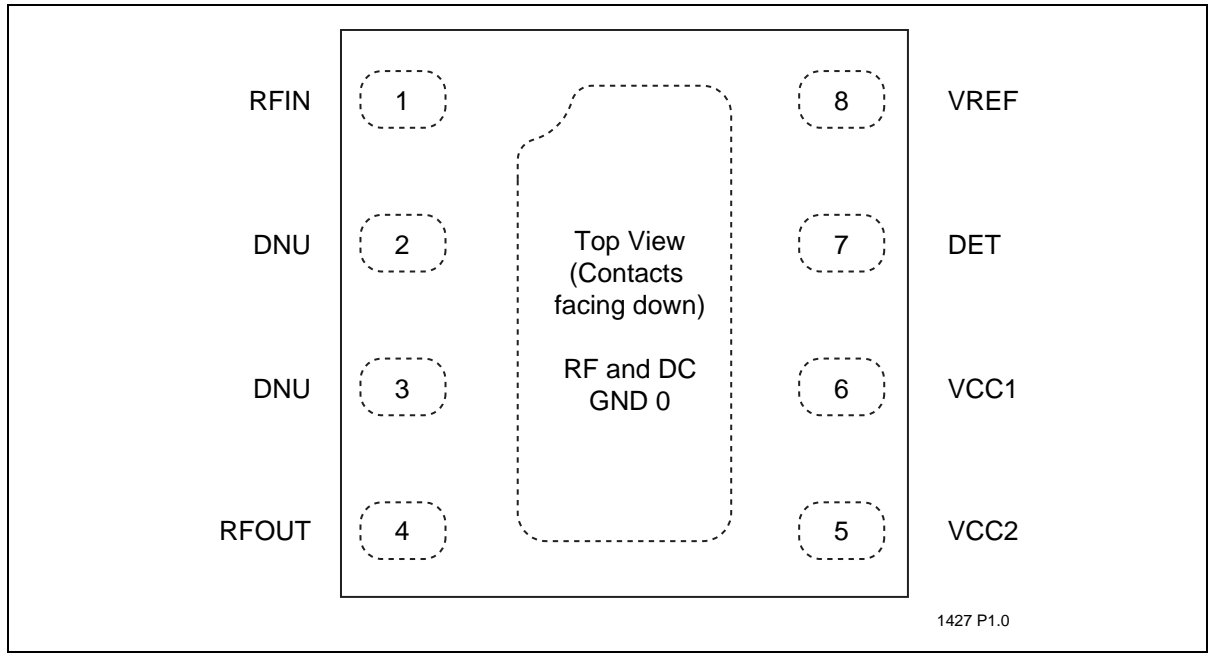 RFIN 1 8 VREF
DNU 2 7 DET
Top View
(Contacts
facing down)
DNU 3 6 VCC1
RF and DC
GND 0
RFOUT 4 5 VCC2
1427 P1.0